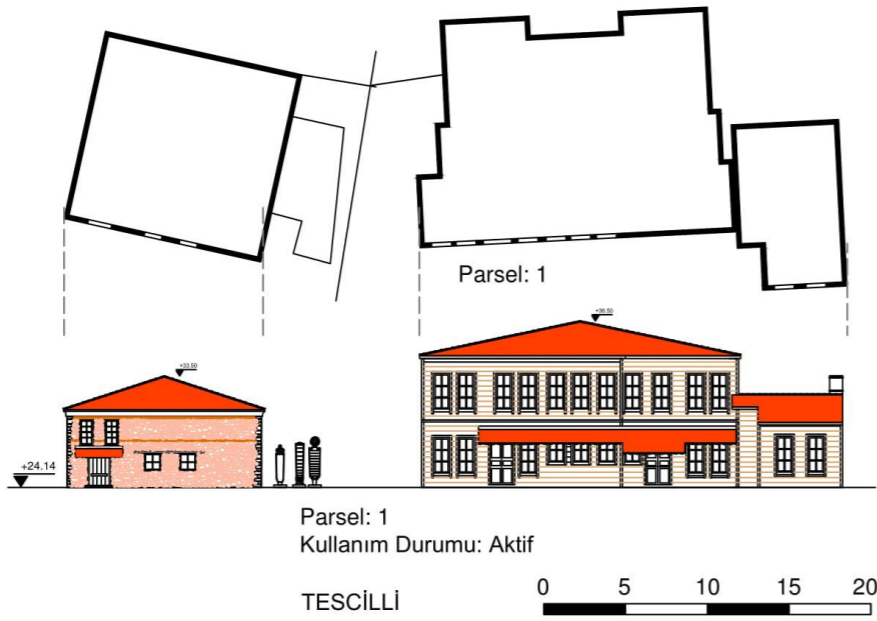 Parsel: 1
+36.50
+33.50
+24.14
Parsel: 1
Kullanım Durumu: Aktif
TESCİLLİ
0 5 10 15 20